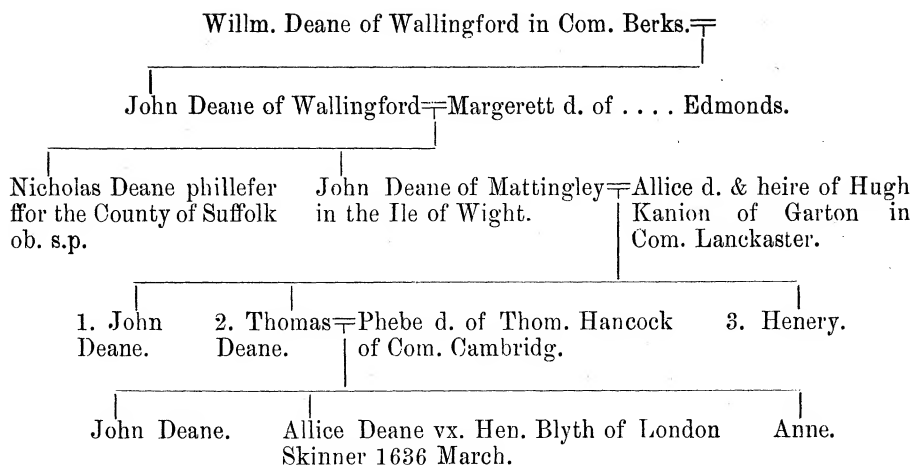 Willm. Deane of Wallingford in Com. Berks.=
John Deane of Wallingford=Margerett d. of .... Edmonds.
Nicholas Deane phillefer
ffor the County of Suffolk
ob. s.p.
John Deane of Mattingley=Allice d. & heire of Hugh
in the Ile of Wight.
Kanion of Garton in
Com. Lanckaster.
1. John
Deane.
2. Thomas=Phebe d. of Thom. Hancock
Deane.
of Com. Cambridg.
3. Henery.
John Deane.
Allice Deane vx. Hen. Blyth of London
Skinner 1636 March.
Anne.